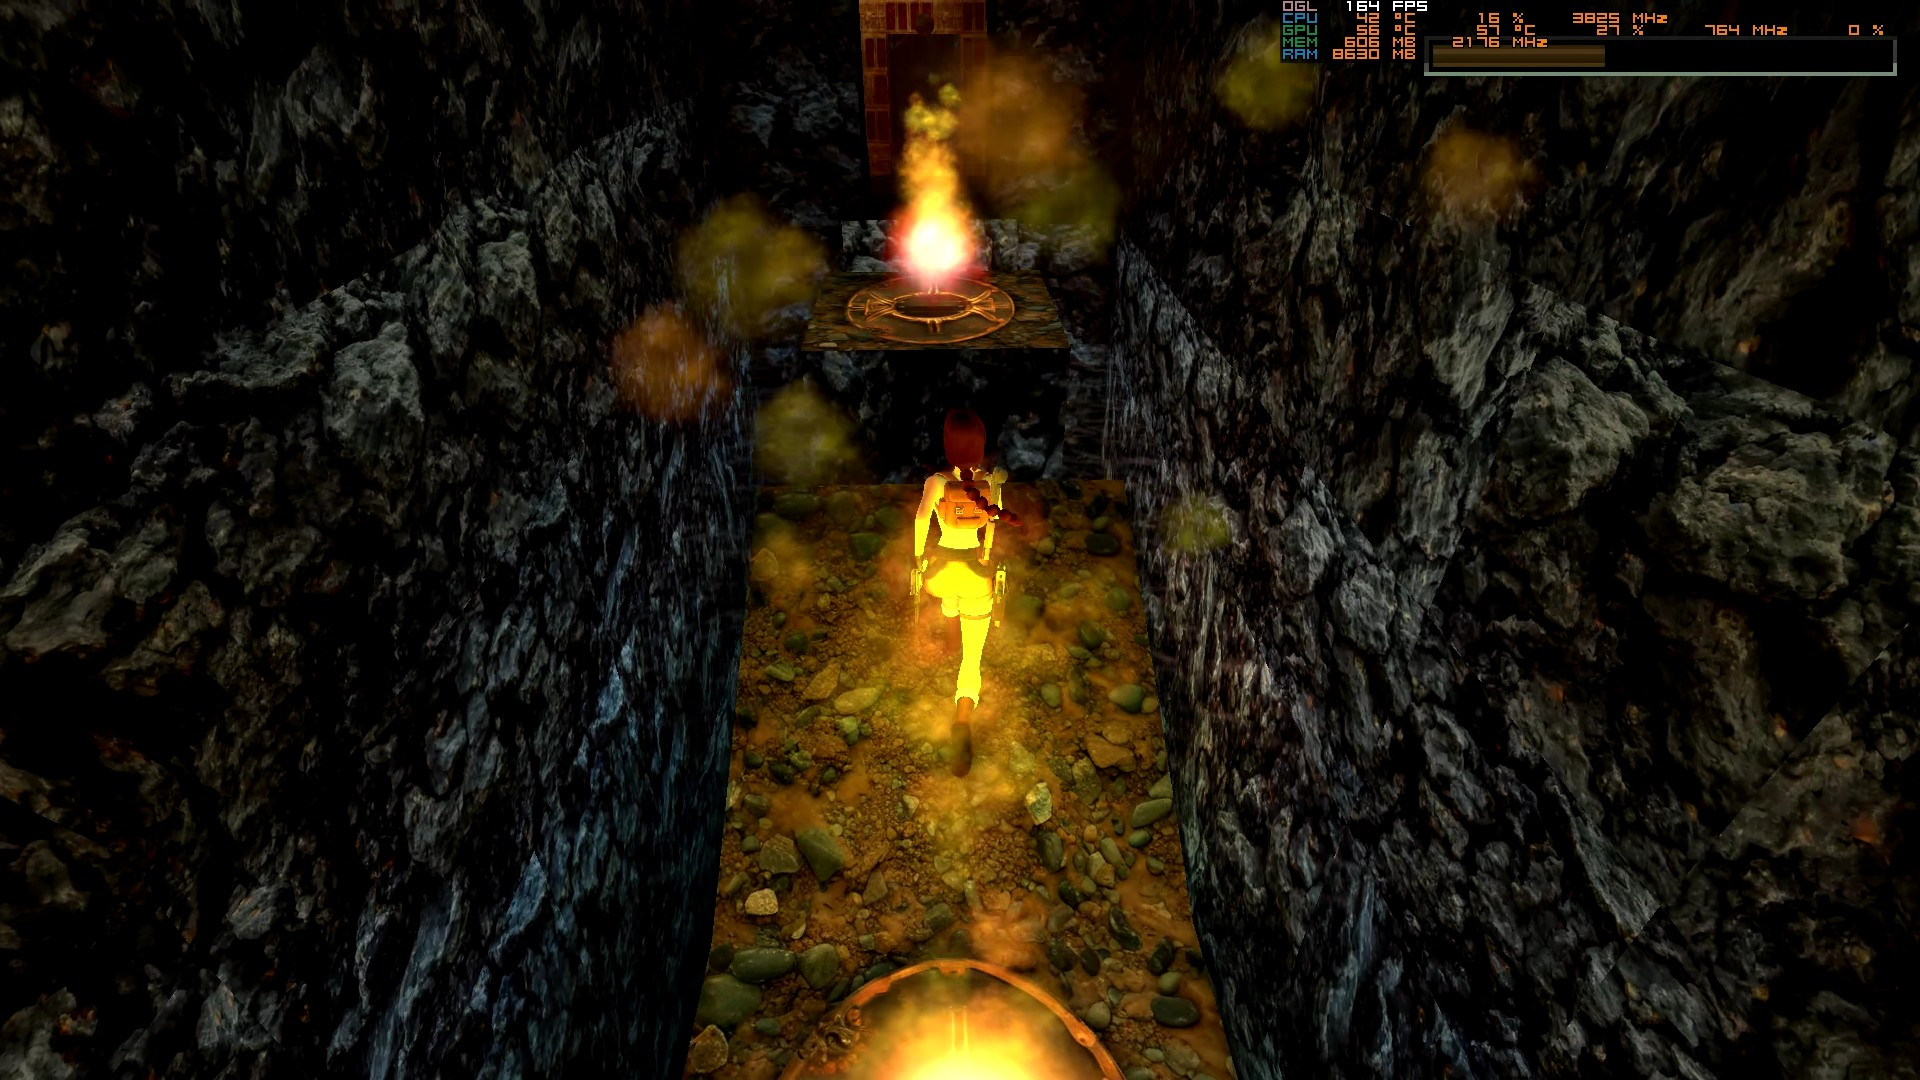 OGL 164 FPS
CPU 42 °C 16 % 3825 MHz
GPU 56 °C 57 °C 27 % 764 MHz 0 %
MEM 606 MB 2176 MHz
RAM 8630 MB